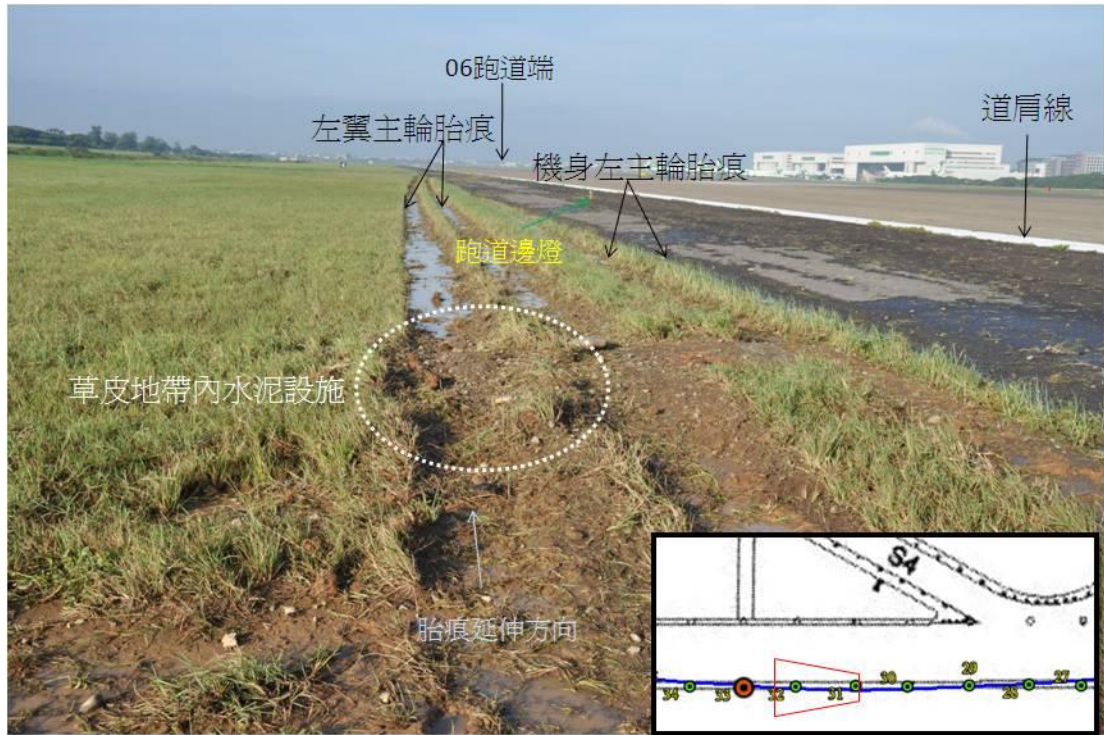 06跑道端
左翼主輪胎痕
道肩線
機身左主輪胎痕
跑道邊燈
草皮地帶內水泥設施
胎痕延伸方向
S4
34
33
32
31
30
29
28
27